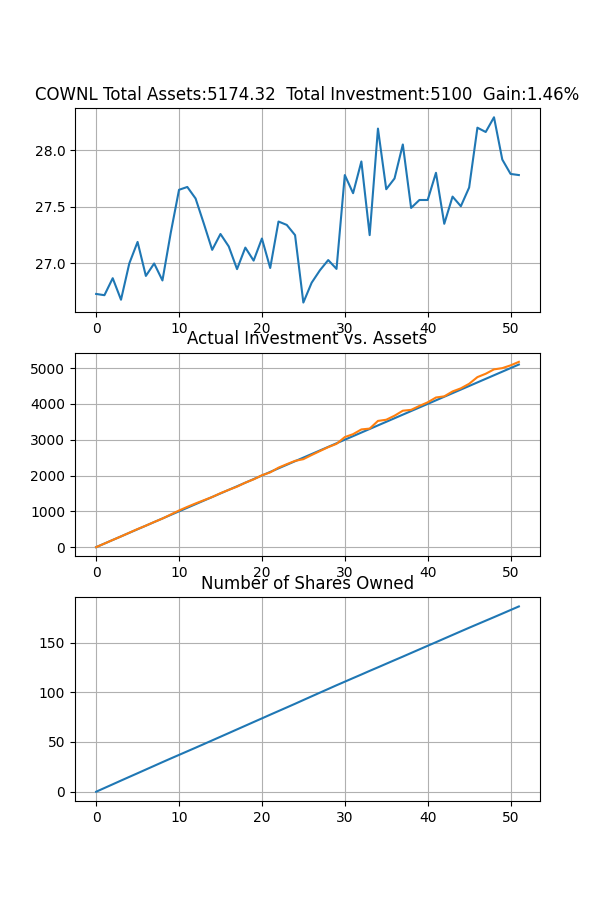 COWNL Total Assets:5174.32  Total Investment:5100  Gain:1.46%
28.0
27.5
27.0
0 10 20 30 40 50
Actual Investment vs. Assets
5000
4000
3000
2000
1000
0
0 10 20 30 40 50
Number of Shares Owned
150
100
50
0
0 10 20 30 40 50